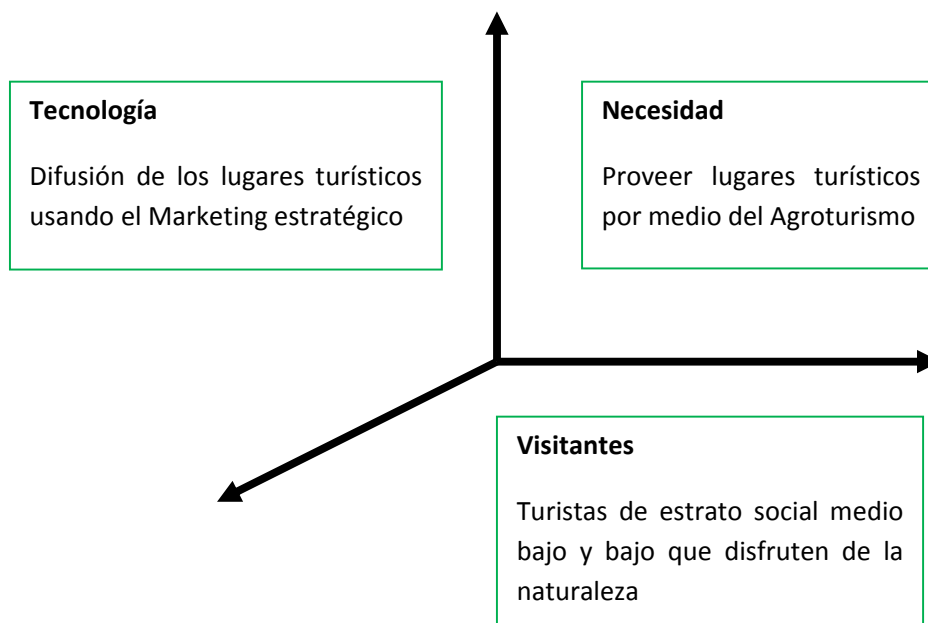 Tecnología
Difusión de los lugares turísticos
usando el Marketing estratégico
Necesidad
Proveer lugares turísticos
por medio del Agroturismo
Visitantes
Turistas de estrato social medio
bajo y bajo que disfruten de la
naturaleza